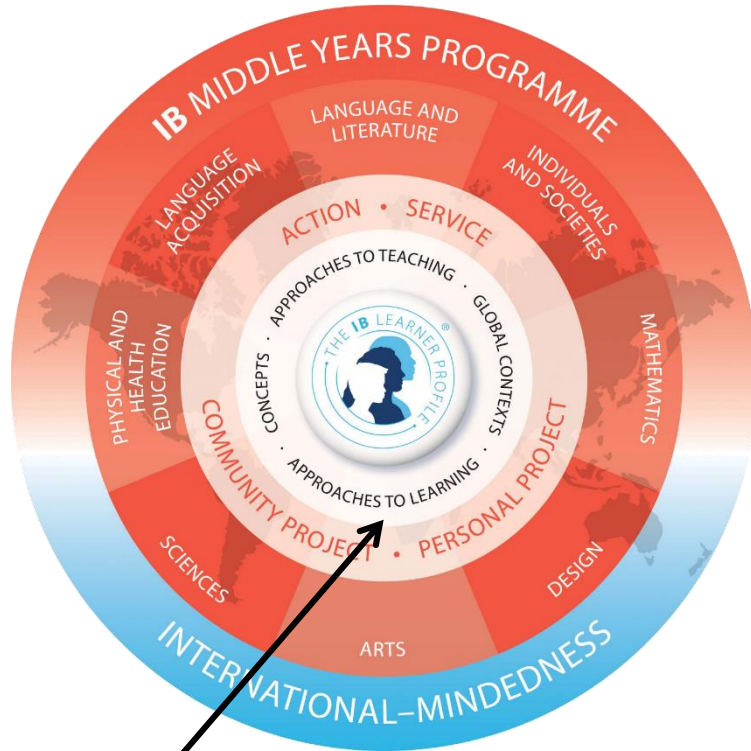 IB MIDDLE YEARS PROGRAMME
LANGUAGE AND
LITERATURE
LANGUAGE
ACQUISITION
INDIVIDUALS
AND SOCIETIES
PHYSICAL AND
HEALTH
EDUCATION
MATHEMATICS
SCIENCES
DESIGN
ARTS
ACTION • SERVICE
COMMUNITY PROJECT • PERSONAL PROJECT
APPROACHES TO TEACHING · GLOBAL CONTEXTS · APPROACHES TO LEARNING · CONCEPTS ·
THE IB LEARNER PROFILE ®
INTERNATIONAL–MINDEDNESS